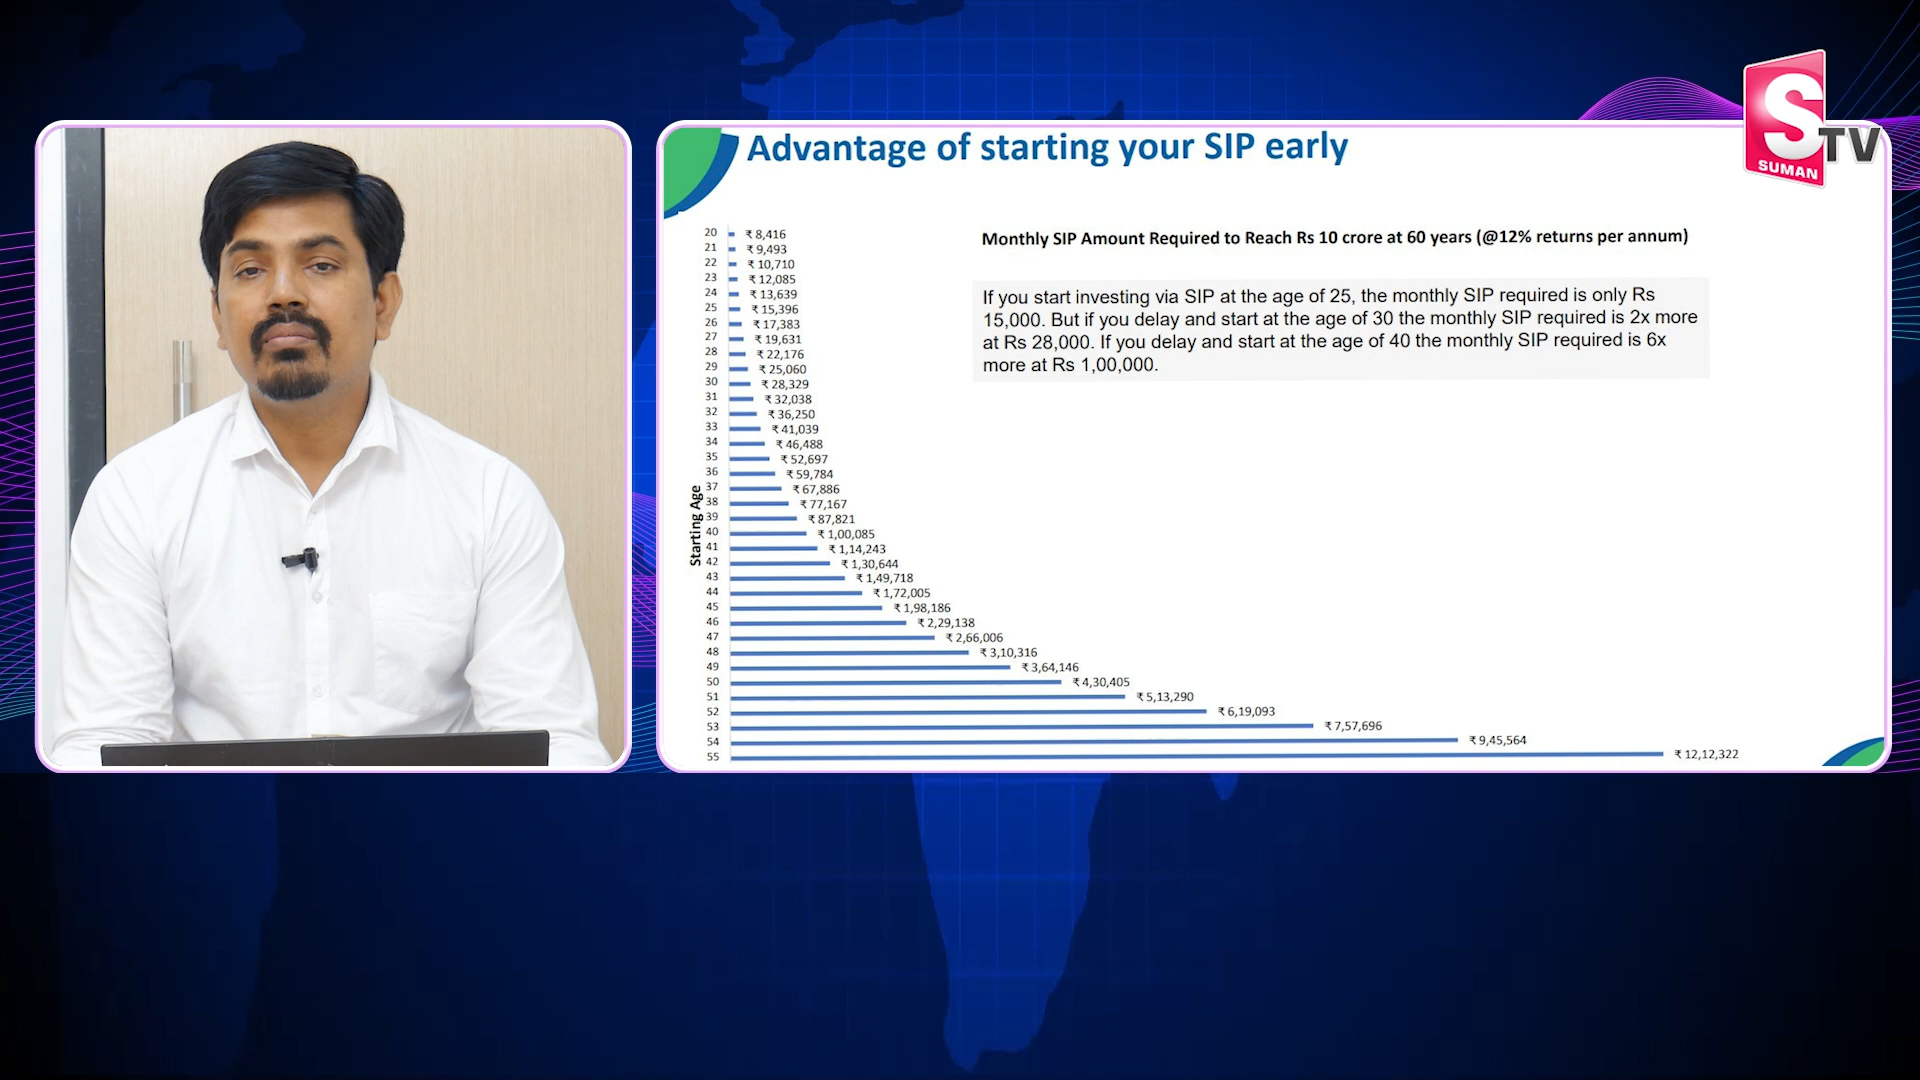 S
TV
SUMAN
Advantage of starting your SIP early
Monthly SIP Amount Required to Reach Rs 10 crore at 60 years (@12% returns per annum)
If you start investing via SIP at the age of 25, the monthly SIP required is only Rs
15,000. But if you delay and start at the age of 30 the monthly SIP required is 2x more
at Rs 28,000. If you delay and start at the age of 40 the monthly SIP required is 6x
more at Rs 1,00,000.
Starting Age
20 ₹ 8,416
21 ₹ 9,493
22 ₹ 10,710
23 ₹ 12,085
24 ₹ 13,639
25 ₹ 15,396
26 ₹ 17,383
27 ₹ 19,631
28 ₹ 22,176
29 ₹ 25,060
30 ₹ 28,329
31 ₹ 32,038
32 ₹ 36,250
33 ₹ 41,039
34 ₹ 46,488
35 ₹ 52,697
36 ₹ 59,784
37 ₹ 67,886
38 ₹ 77,167
39 ₹ 87,821
40 ₹ 1,00,085
41 ₹ 1,14,243
42 ₹ 1,30,644
43 ₹ 1,49,718
44 ₹ 1,72,005
45 ₹ 1,98,186
46 ₹ 2,29,138
47 ₹ 2,66,006
48 ₹ 3,10,316
49 ₹ 3,64,146
50 ₹ 4,30,405
51 ₹ 5,13,290
52 ₹ 6,19,093
53 ₹ 7,57,696
54 ₹ 9,45,564
55 ₹ 12,12,322